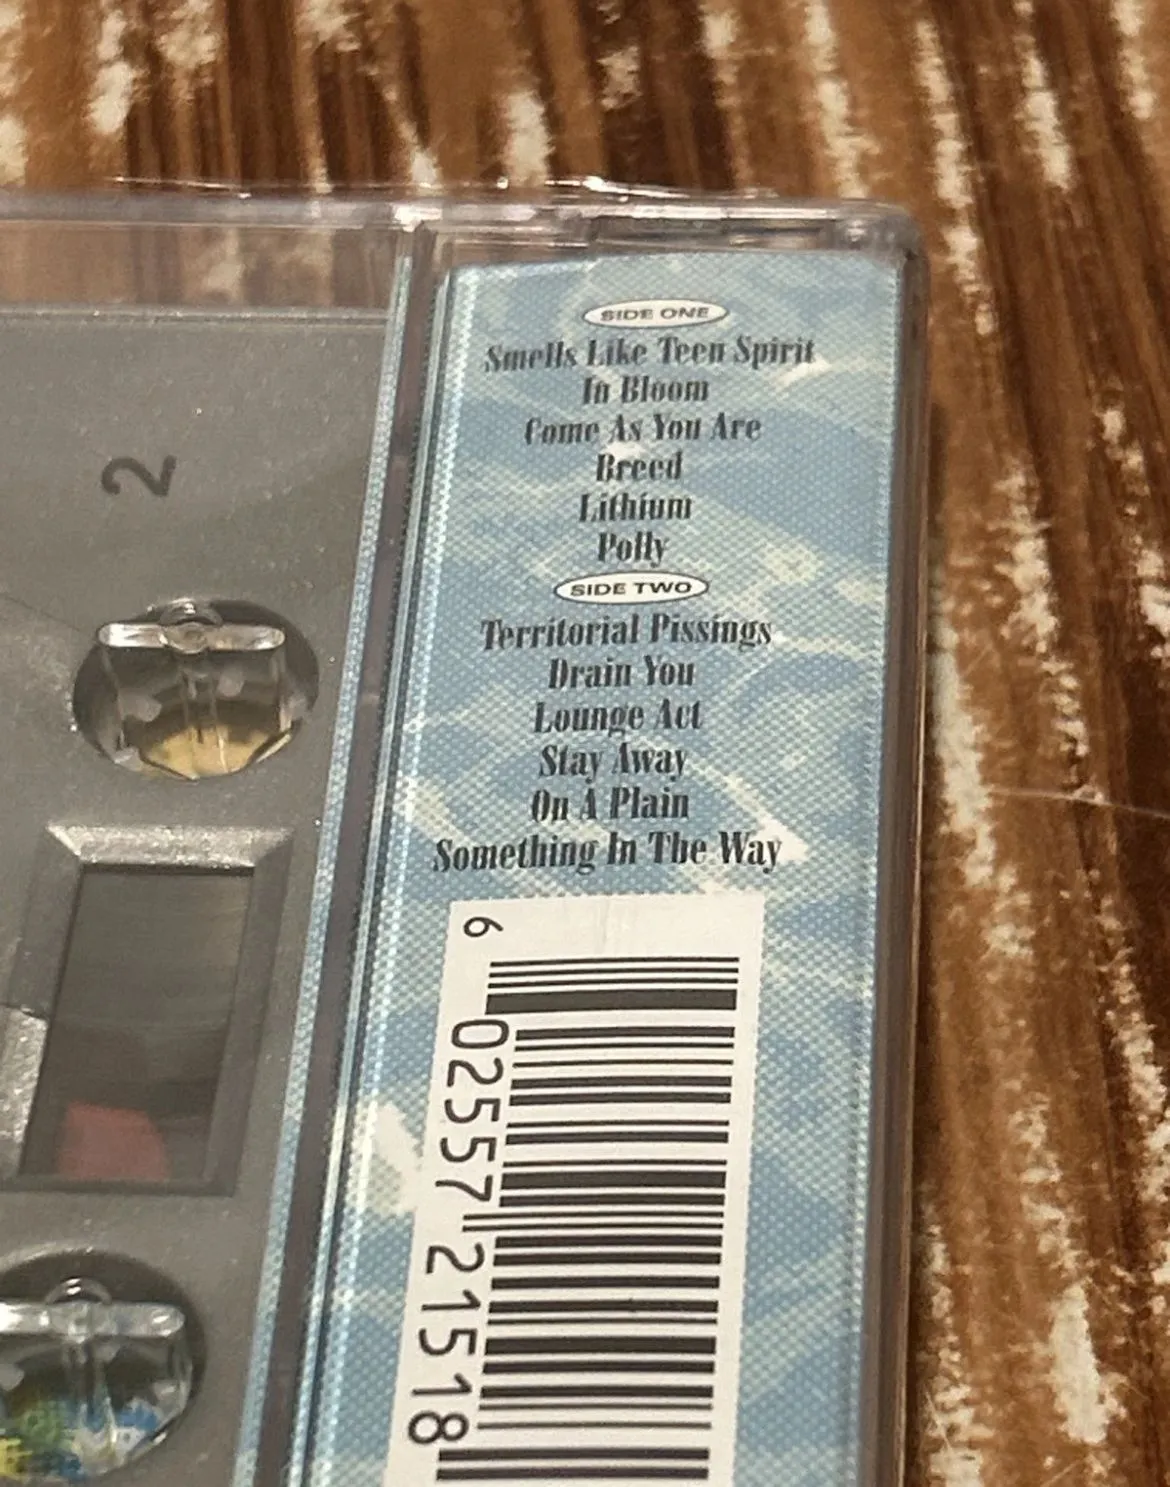 2
SIDE ONE
Smells Like Teen Spirit
In Bloom
Come As You Are
Breed
Lithium
Polly
SIDE TWO
Territorial Pissings
Drain You
Lounge Act
Stay Away
On A Plain
Something In The Way
6 02557 21518